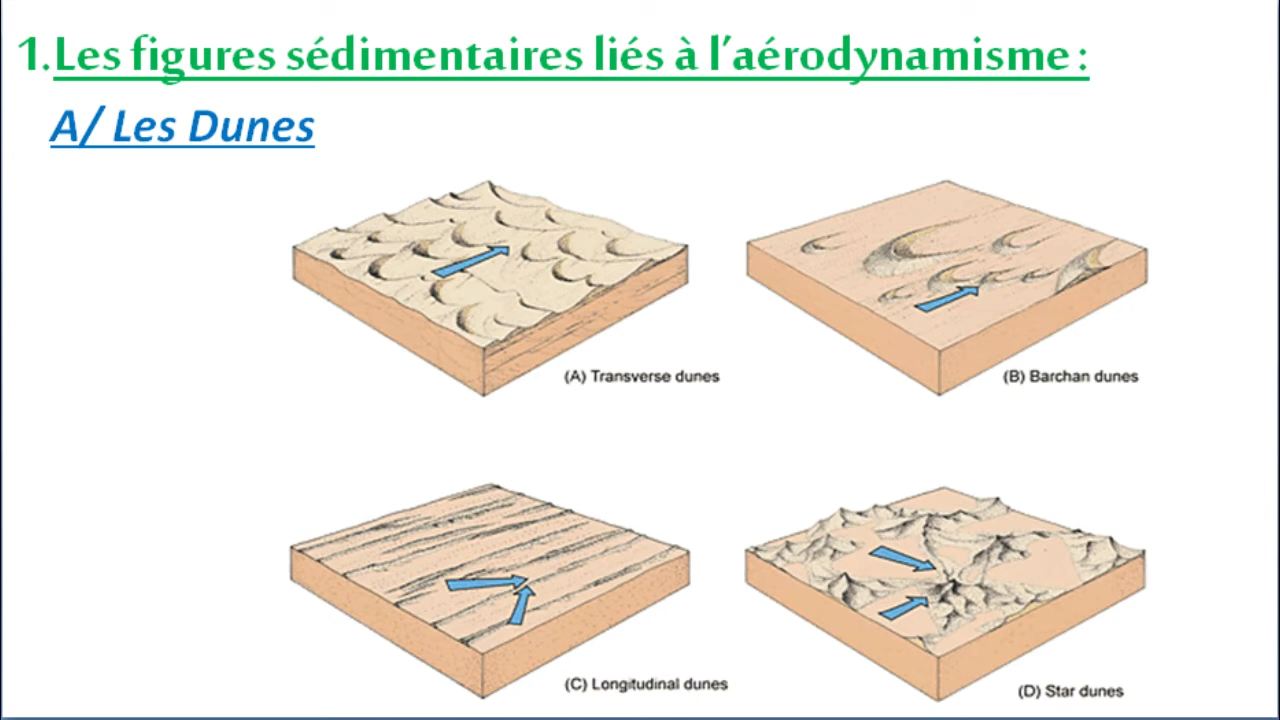 1.Les figures sédimentaires liés à l'aérodynamisme :
A/ Les Dunes
(A) Transverse dunes
(B) Barchan dunes
(C) Longitudinal dunes
(D) Star dunes